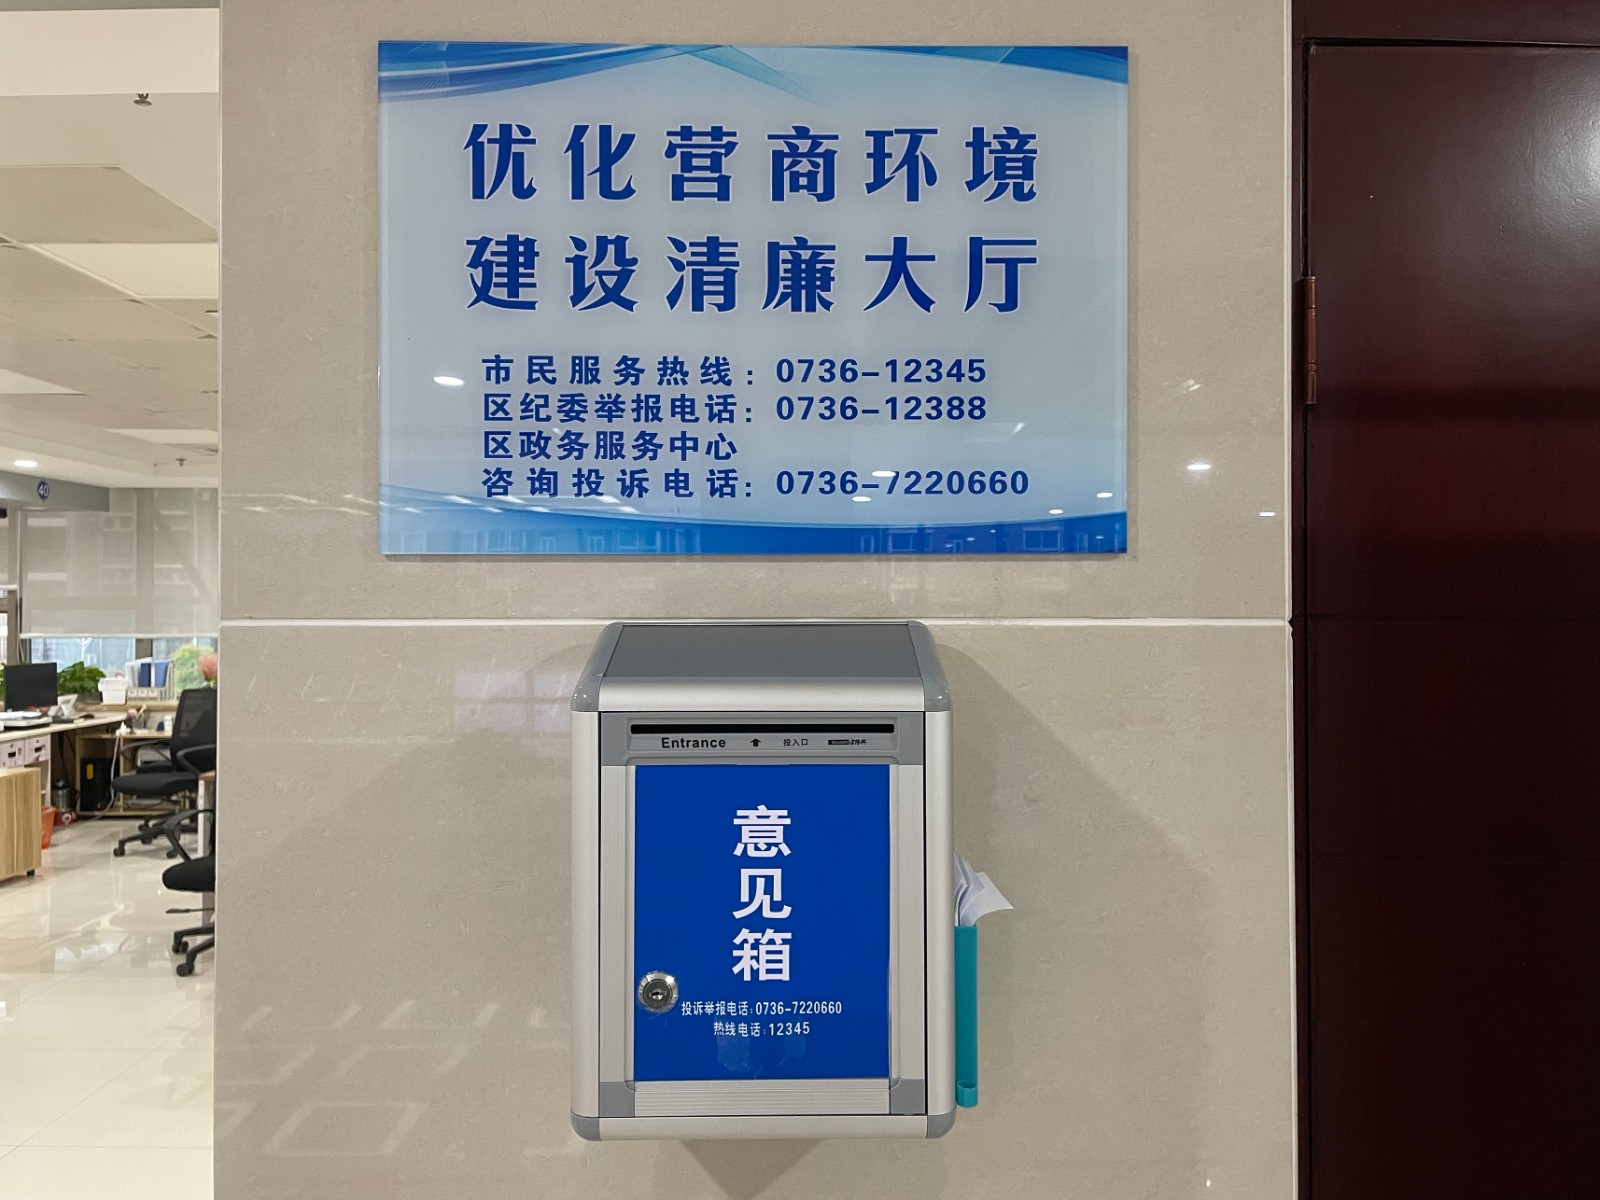 优化营商环境
建设清廉大厅
市民服务热线：0736-12345
区纪委举报电话：0736-12388
区政务服务中心
咨询投诉电话：0736-7220660
40
Entrance 投入口
意见箱
投诉举报电话:0736-7220660
热线电话:12345